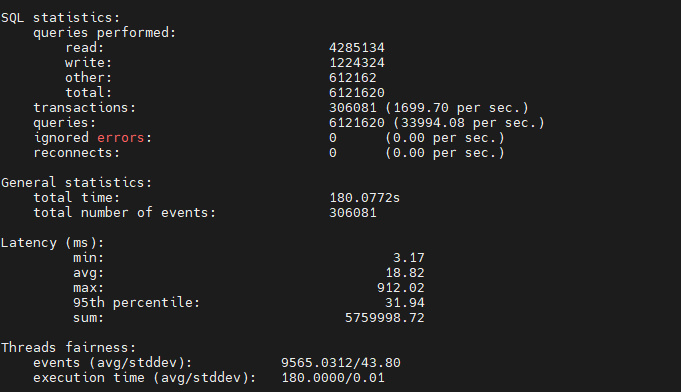 SQL statistics:
queries performed:
read: 4285134
write: 1224324
other: 612162
total: 6121620
transactions: 306081 (1699.70 per sec.)
queries: 6121620 (33994.08 per sec.)
ignored errors: 0 (0.00 per sec.)
reconnects: 0 (0.00 per sec.)
General statistics:
total time: 180.0772s
total number of events: 306081
Latency (ms):
min: 3.17
avg: 18.82
max: 912.02
95th percentile: 31.94
sum: 5759998.72
Threads fairness:
events (avg/stddev): 9565.0312/43.80
execution time (avg/stddev): 180.0000/0.01